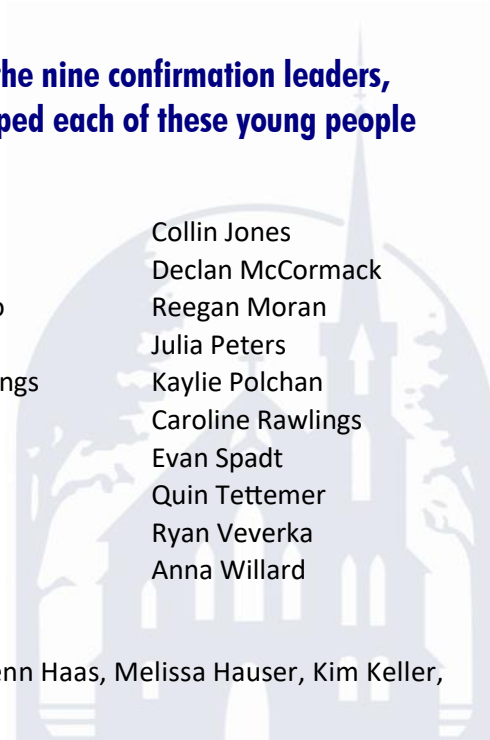 the nine confirmation leaders,
ped each of these young people
Collin Jones
Declan McCormack
o Reegan Moran
Julia Peters
ngs Kaylie Polchan
Caroline Rawlings
Evan Spadt
Quin Tettemer
Ryan Veverka
Anna Willard
enn Haas, Melissa Hauser, Kim Keller,